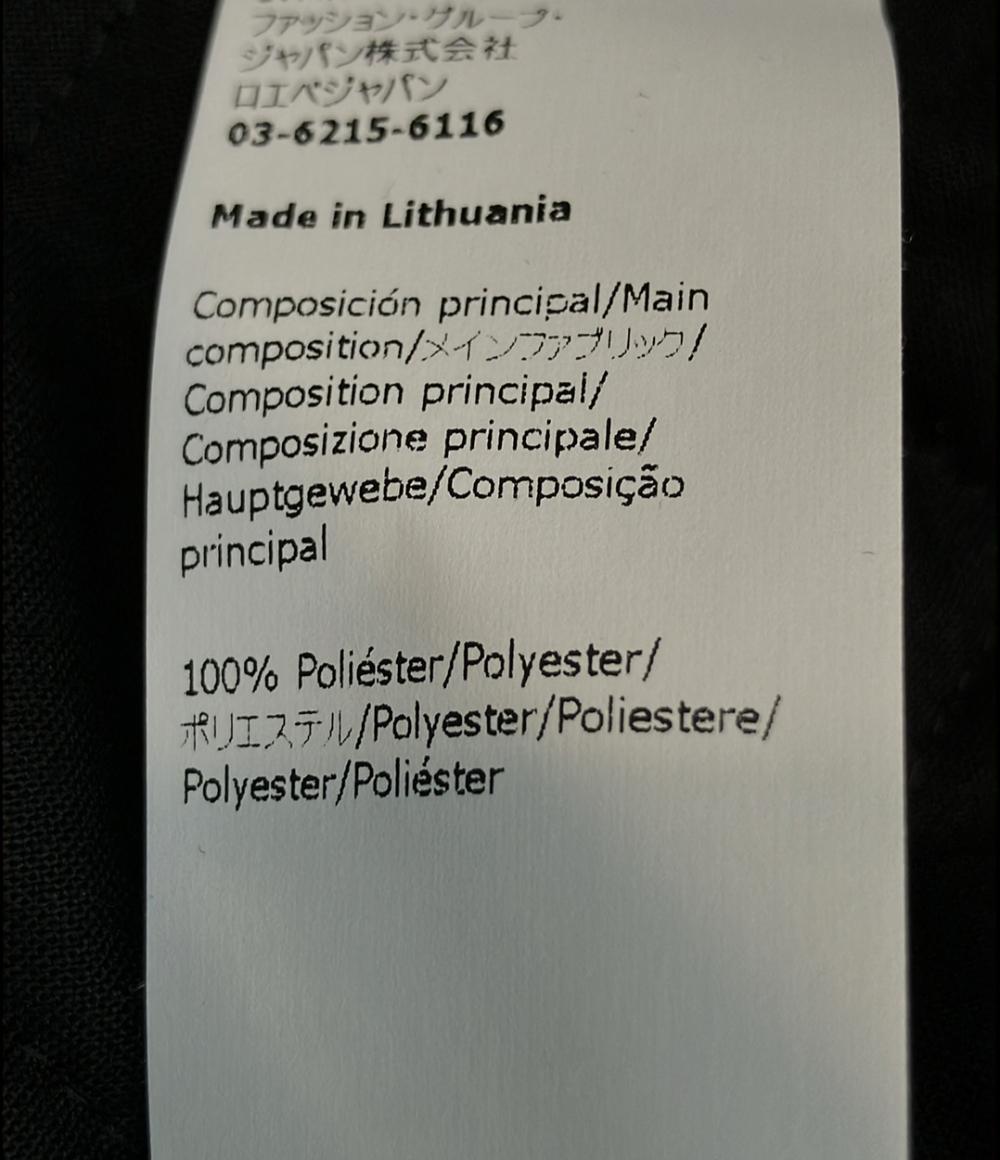 ファッション・グループ・
ジャパン株式会社
ロエベジャパン
03-6215-6116
Made in Lithuania
Composición principal/Main
composition/メインファブリック/
Composition principal/
Composizione principale/
Hauptgewebe/Composição
principal
100% Poliéster/Polyester/
ポリエステル/Polyester/Poliestere/
Polyester/Poliéster